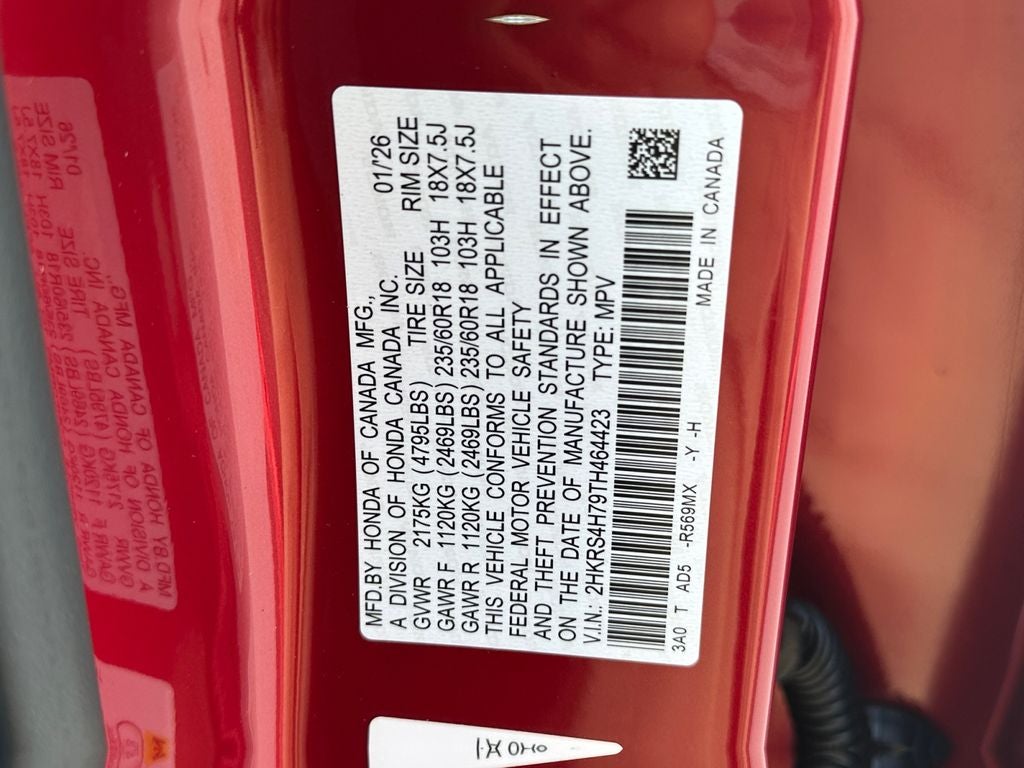 MFD.BY HONDA OF CANADA MFG., 01/'26
A DIVISION OF HONDA CANADA INC.
GVWR 2175KG (4795LBS) TIRE SIZE RIM SIZE
GAWR F 1120KG (2469LBS) 235/60R18 103H 18X7.5J
GAWR R 1120KG (2469LBS) 235/60R18 103H 18X7.5J
THIS VEHICLE CONFORMS TO ALL APPLICABLE
FEDERAL MOTOR VEHICLE SAFETY
AND THEFT PREVENTION STANDARDS IN EFFECT
ON THE DATE OF MANUFACTURE SHOWN ABOVE.
V.I.N.: 2HKRS4H797TH464423 TYPE: MPV
3A0 T AD5 -R569MX -Y -H MADE IN CANADA